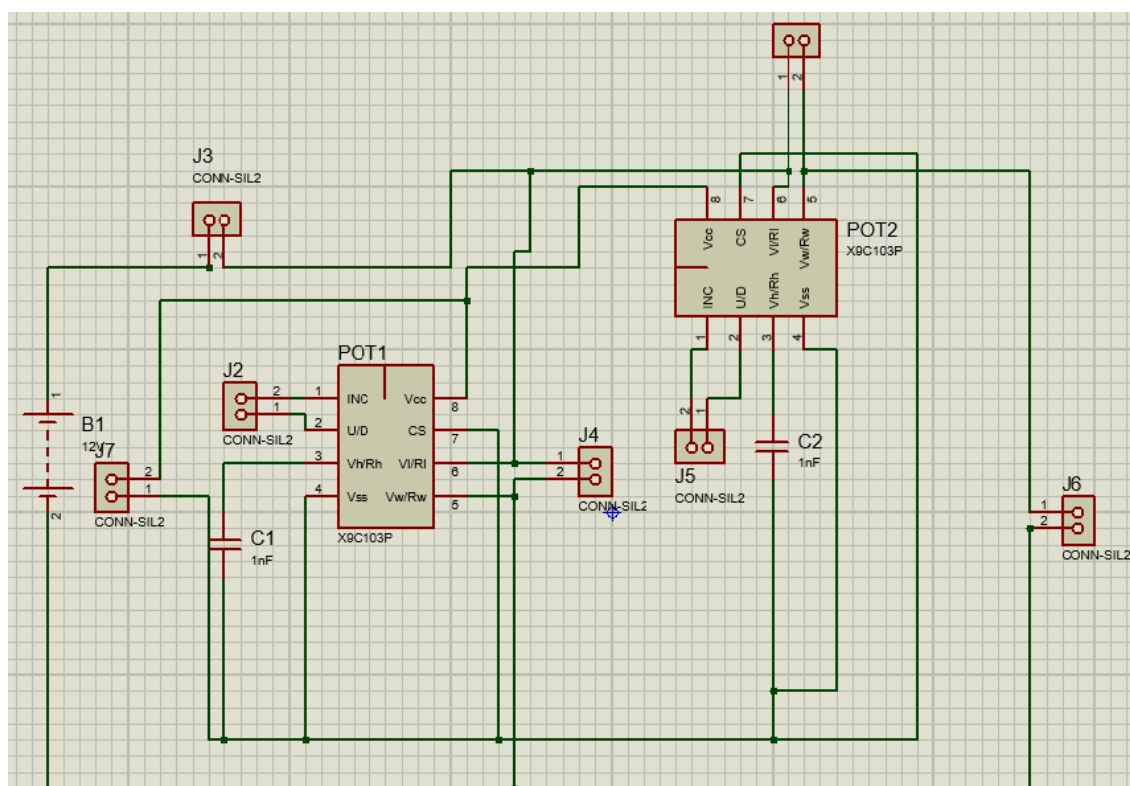 1 2
J3
CONN-SIL2
1 2
8 7 6 5
Vcc CS Vl/Rl Vw/Rw
POT2
X9C103P
INC U/D Vh/Rh Vss
1 2 3 4
POT1
J2
2 1 INC Vcc 8
1 2 U/D CS 7
CONN-SIL2
3 Vh/Rh Vl/Rl 6
4 Vss Vw/Rw 5
X9C103P
1
B1
12V
2
J7
2
1
CONN-SIL2
C1
1nF
J4
1
2
CONN-SIL2
2 1
J5
CONN-SIL2
C2
1nF
J6
1
2
CONN-SIL2